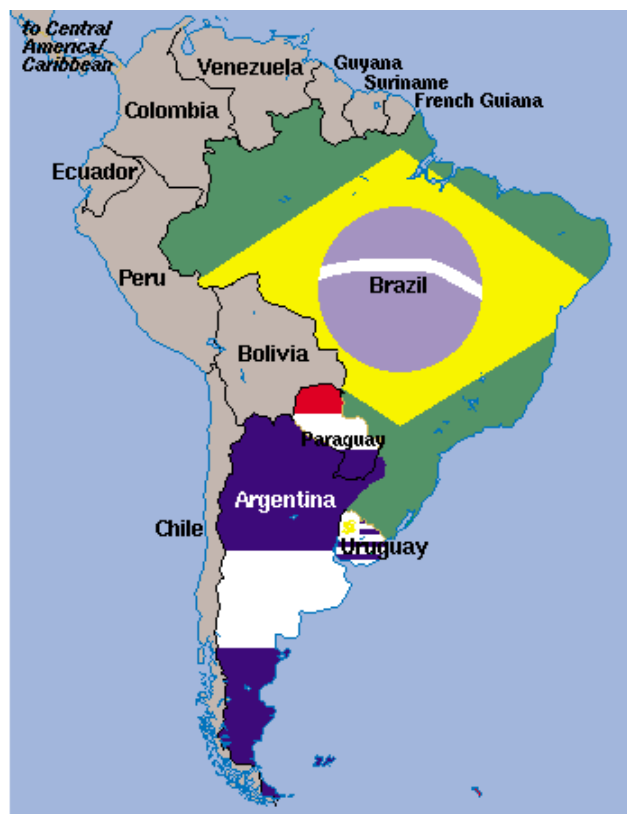 to Central
America/
Caribbean
Venezuela
Guyana
Suriname
French Guiana
Colombia
Ecuador
Peru
Brazil
Bolivia
Paraguay
Argentina
Chile
Uruguay